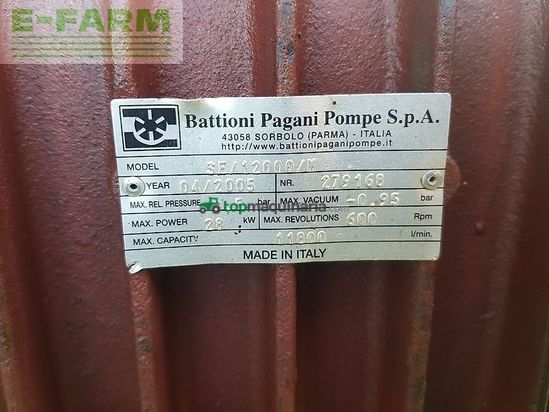 E-FARM
Battioni Pagani Pompe S.p.A.
43058 SORBOLO (PARMA) - ITALIA
http://www.battionipaganipompe.it
MODEL
YEAR 04/2005 NR. 279168
MAX. REL PRESSURE bar MAX. VACUUM -0.95 bar
topmaquinaria
MAX. POWER 28 kW MAX. REVOLUTIONS 600 Rpm
MAX. CAPACITY 11800 l/min.
MADE IN ITALY